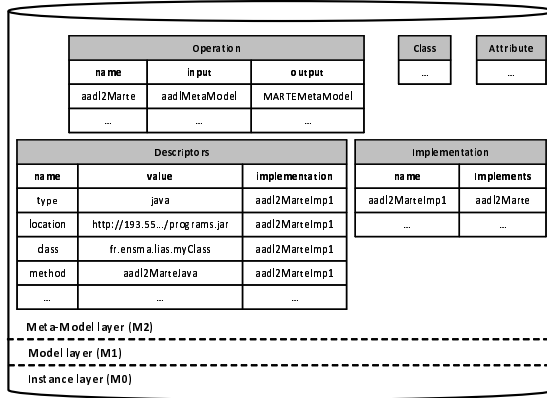 Operation
name input output
aadl2Marte aadlMetaModel MARTEMetaModel
... ... ...
Class
...
Attribute
...
Descriptors
name value implementation
type java aadl2MarteImp1
location http://193.55.../programs.jar aadl2MarteImp1
class fr.ensma.lias.myClass aadl2MarteImp1
method aadl2MarteJava aadl2MarteImp1
... ... ...
Implementation
name Implements
aadl2MarteImp1 aadl2Marte
... ...
Meta-Model layer (M2)
Model layer (M1)
Instance layer (M0)